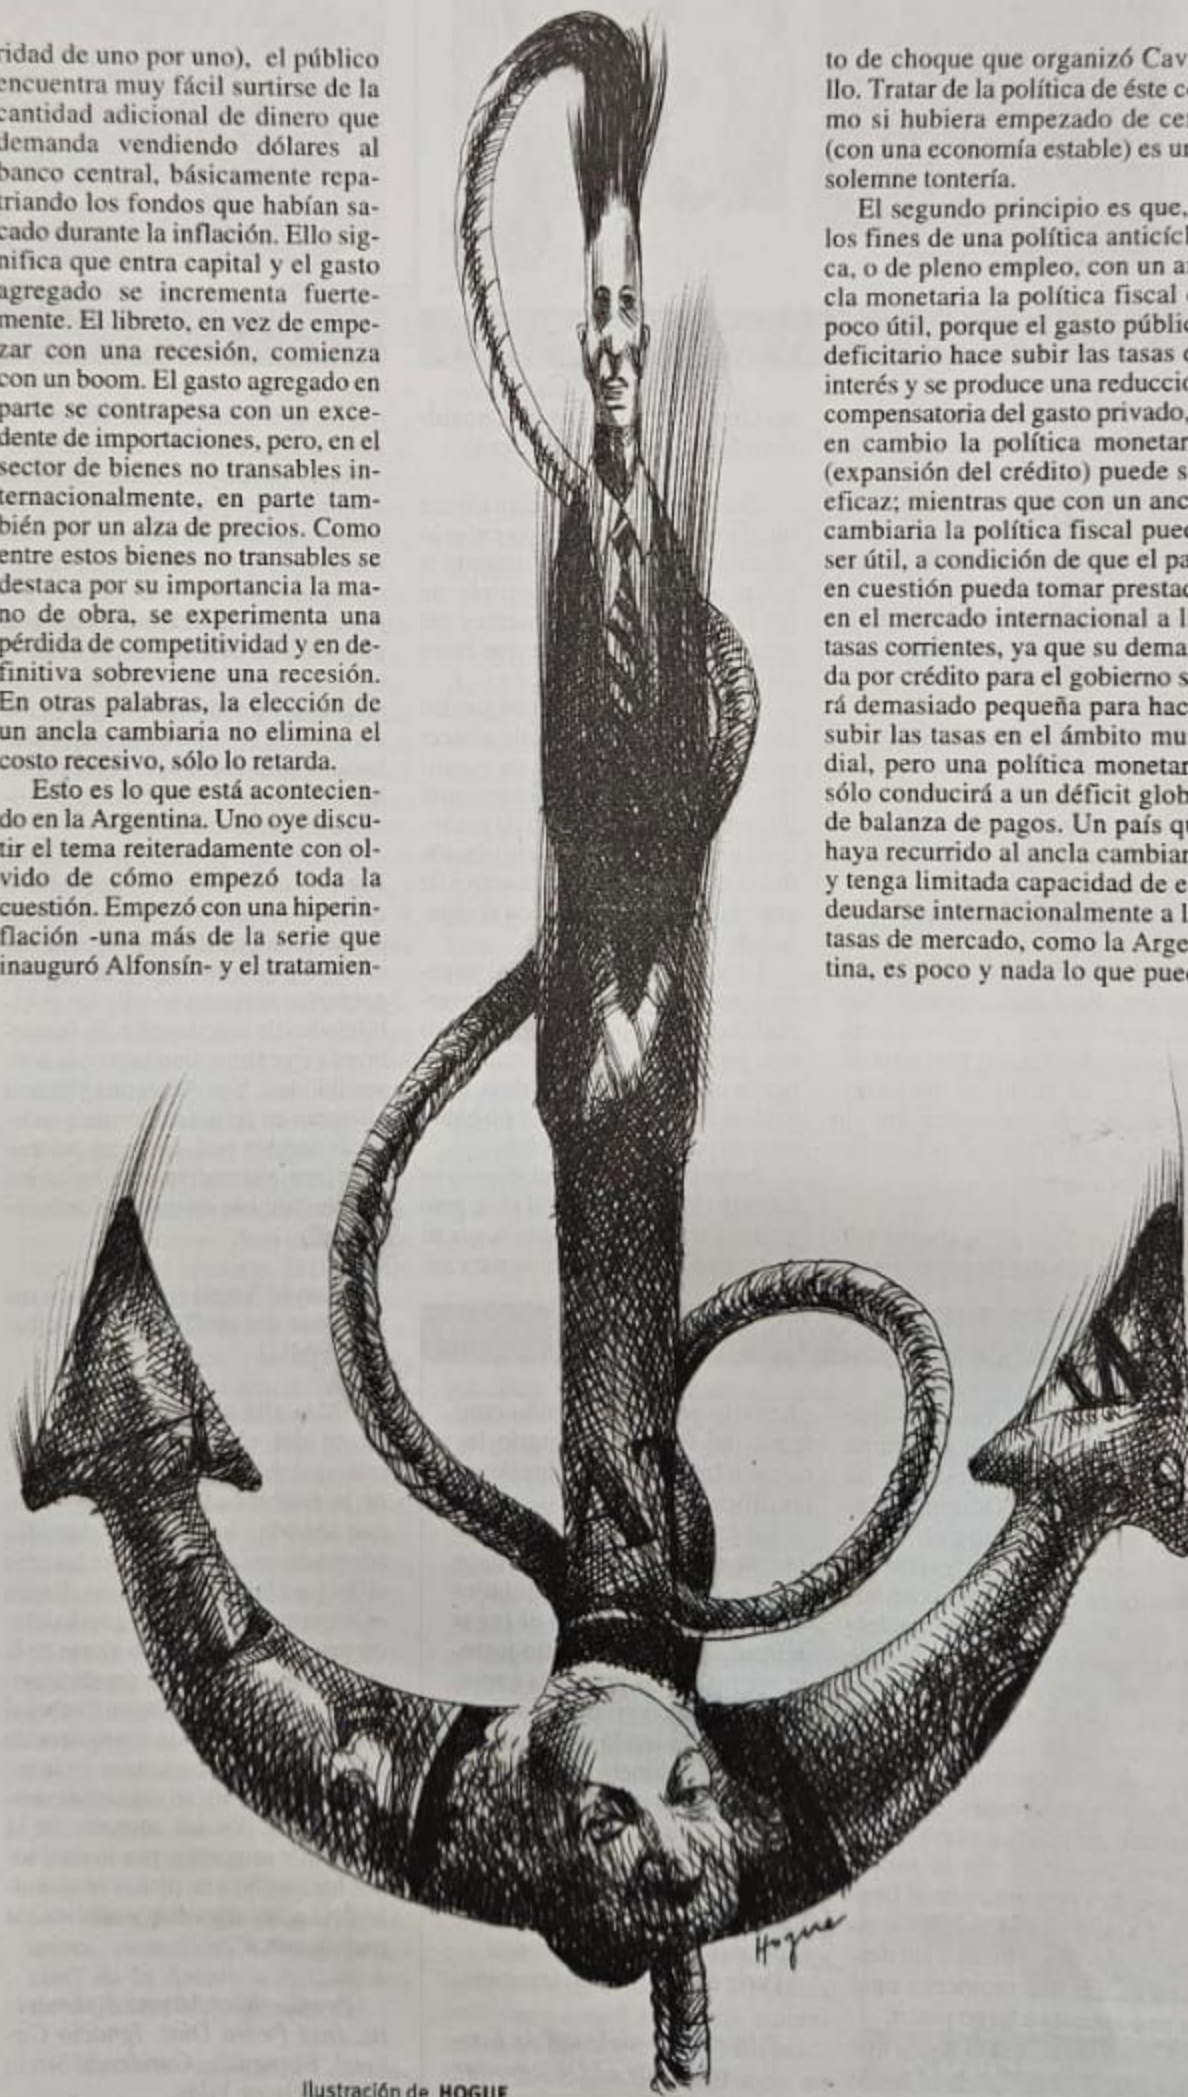 ridad de uno por uno), el público
encuentra muy fácil surtirse de la
cantidad adicional de dinero que
demanda vendiendo dólares al
banco central, básicamente repa-
triando los fondos que habían sa-
cado durante la inflación. Ello sig-
nifica que entra capital y el gasto
agregado se incrementa fuerte-
mente. El libreto, en vez de empe-
zar con una recesión, comienza
con un boom. El gasto agregado en
parte se contrapesa con un exce-
dente de importaciones, pero, en el
sector de bienes no transables in-
ternacionalmente, en parte tam-
bién por un alza de precios. Como
entre estos bienes no transables se
destaca por su importancia la ma-
no de obra, se experimenta una
pérdida de competitividad y en de-
finitiva sobreviene una recesión.
En otras palabras, la elección de
un ancla cambiaria no elimina el
costo recesivo, sólo lo retarda.
Esto es lo que está acontecien-
do en la Argentina. Uno oye discu-
tir el tema reiteradamente con ol-
vido de cómo empezó toda la
cuestión. Empezó con una hiperin-
flación -una más de la serie que
inauguró Alfonsín- y el tratamien-
to de choque que organizó Cav
llo. Tratar de la política de éste c
mo si hubiera empezado de ce
(con una economía estable) es u
solemne tontería.
El segundo principio es que,
los fines de una política anticícl
ca, o de pleno empleo, con un a
cla monetaria la política fiscal
poco útil, porque el gasto públic
deficitario hace subir las tasas
interés y se produce una reducci
compensatoria del gasto privado,
en cambio la política monetar
(expansión del crédito) puede s
eficaz; mientras que con un anc
cambiaria la política fiscal pue
ser útil, a condición de que el pa
en cuestión pueda tomar presta
en el mercado internacional a l
tasas corrientes, ya que su dema
da por crédito para el gobierno s
rá demasiado pequeña para hac
subir las tasas en el ámbito mu
dial, pero una política monetar
sólo conducirá a un déficit glob
de balanza de pagos. Un país qu
haya recurrido al ancla cambiar
y tenga limitada capacidad de e
deudarse internacionalmente a l
tasas de mercado, como la Arge
tina, es poco y nada lo que pue
Hogue
Ilustración de HOGUE